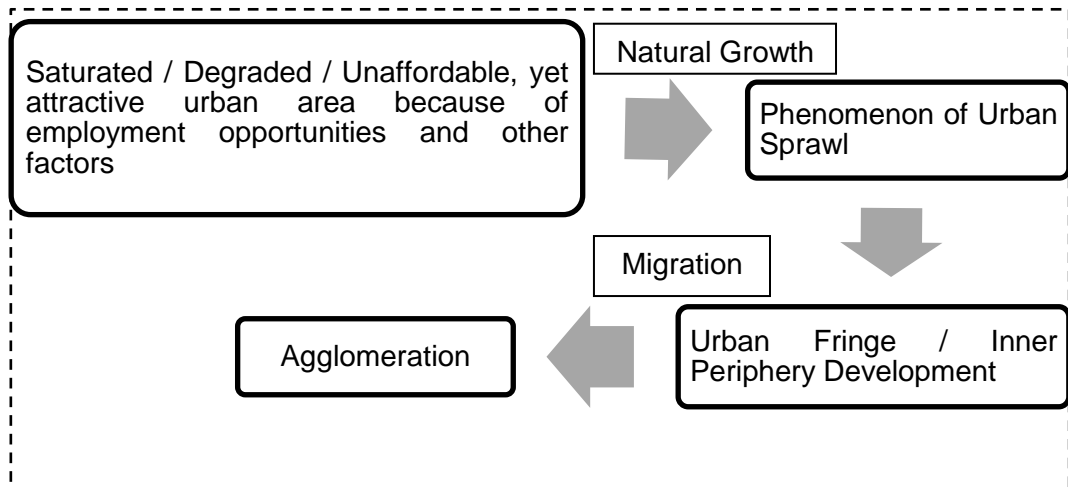 Natural Growth
Saturated / Degraded / Unaffordable, yet
attractive urban area because of
employment opportunities and other
factors
Phenomenon of Urban
Sprawl
Migration
Urban Fringe / Inner
Periphery Development
Agglomeration